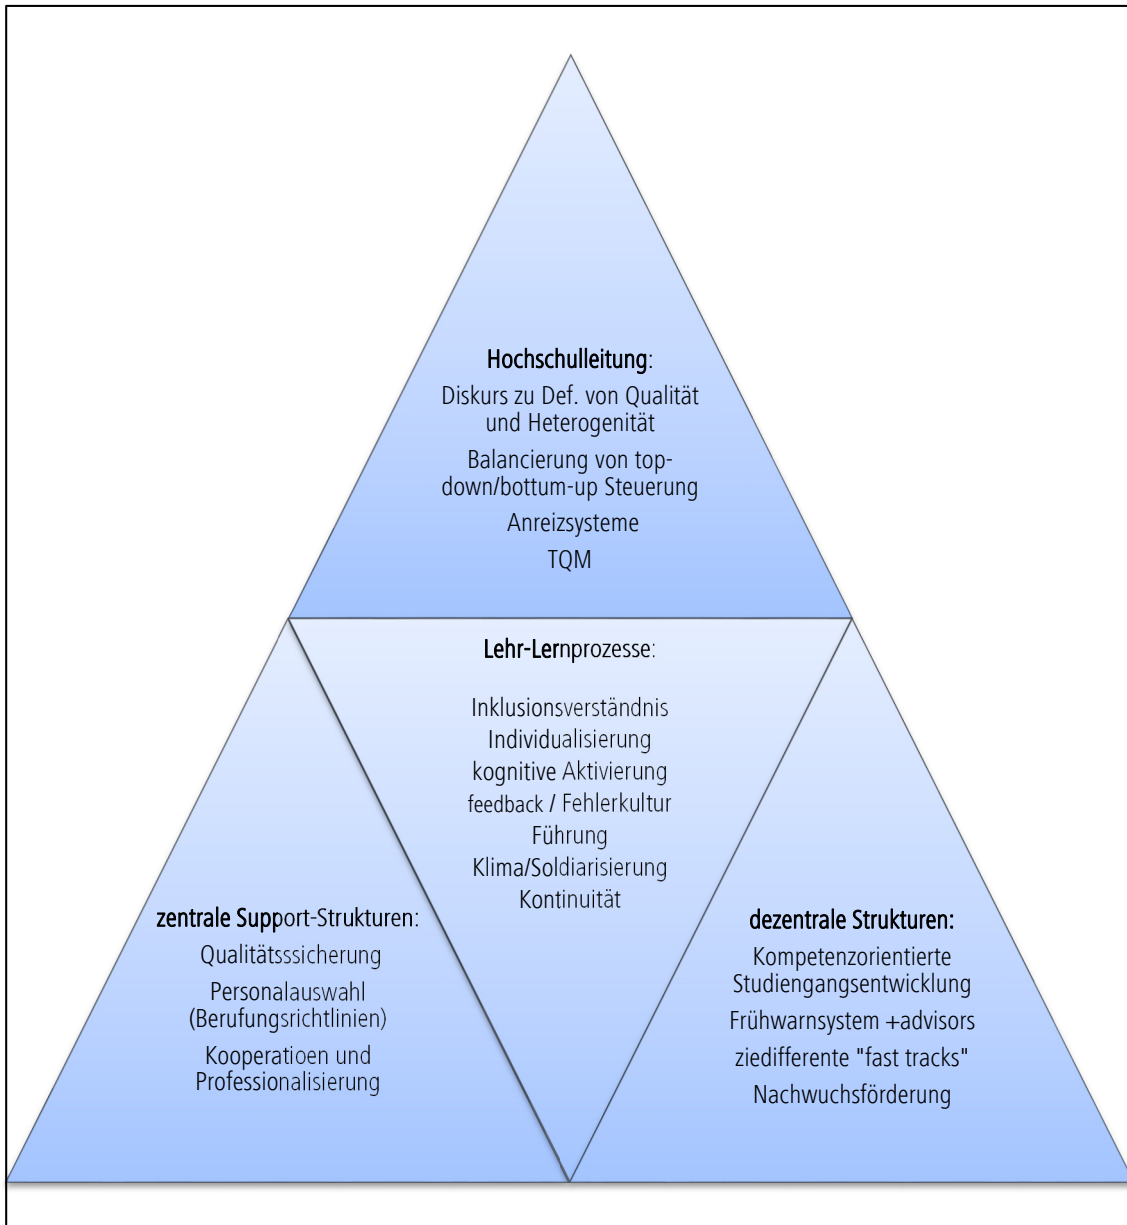 Hochschulleitung:
Diskurs zu Def. von Qualität
und Heterogenität
Balancierung von top-
down/bottum-up Steuerung
Anreizsysteme
TQM
Lehr-Lernprozesse:
Inklusionsverständnis
Individualisierung
kognitive Aktivierung
feedback / Fehlerkultur
Führung
Klima/Soldiarisierung
Kontinuität
zentrale Support-Strukturen:
Qualitätsssicherung
Personalauswahl
(Berufungsrichtlinien)
Kooperatioen und
Professionalisierung
dezentrale Strukturen:
Kompetenzorientierte
Studiengangsentwicklung
Frühwarnsystem +advisors
ziedifferente "fast tracks"
Nachwuchsförderung